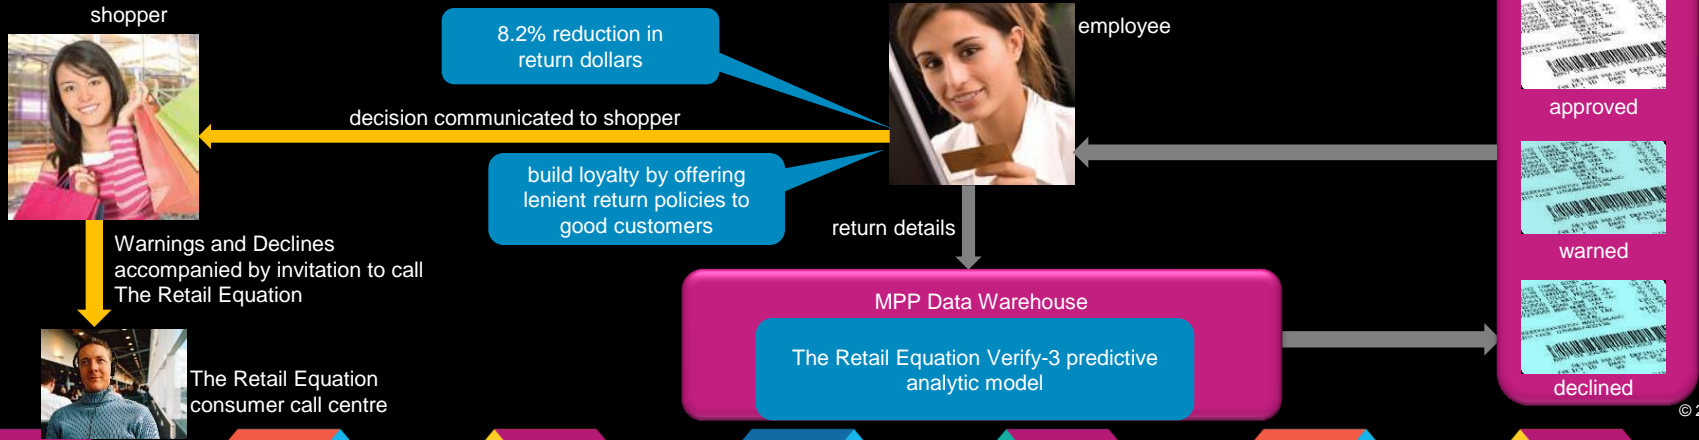 shopper
8.2% reduction in
return dollars
employee
approved
decision communicated to shopper
build loyalty by offering
lenient return policies to
good customers
return details
warned
Warnings and Declines
accompanied by invitation to call
The Retail Equation
MPP Data Warehouse
The Retail Equation Verify-3 predictive
analytic model
The Retail Equation
consumer call centre
declined
©